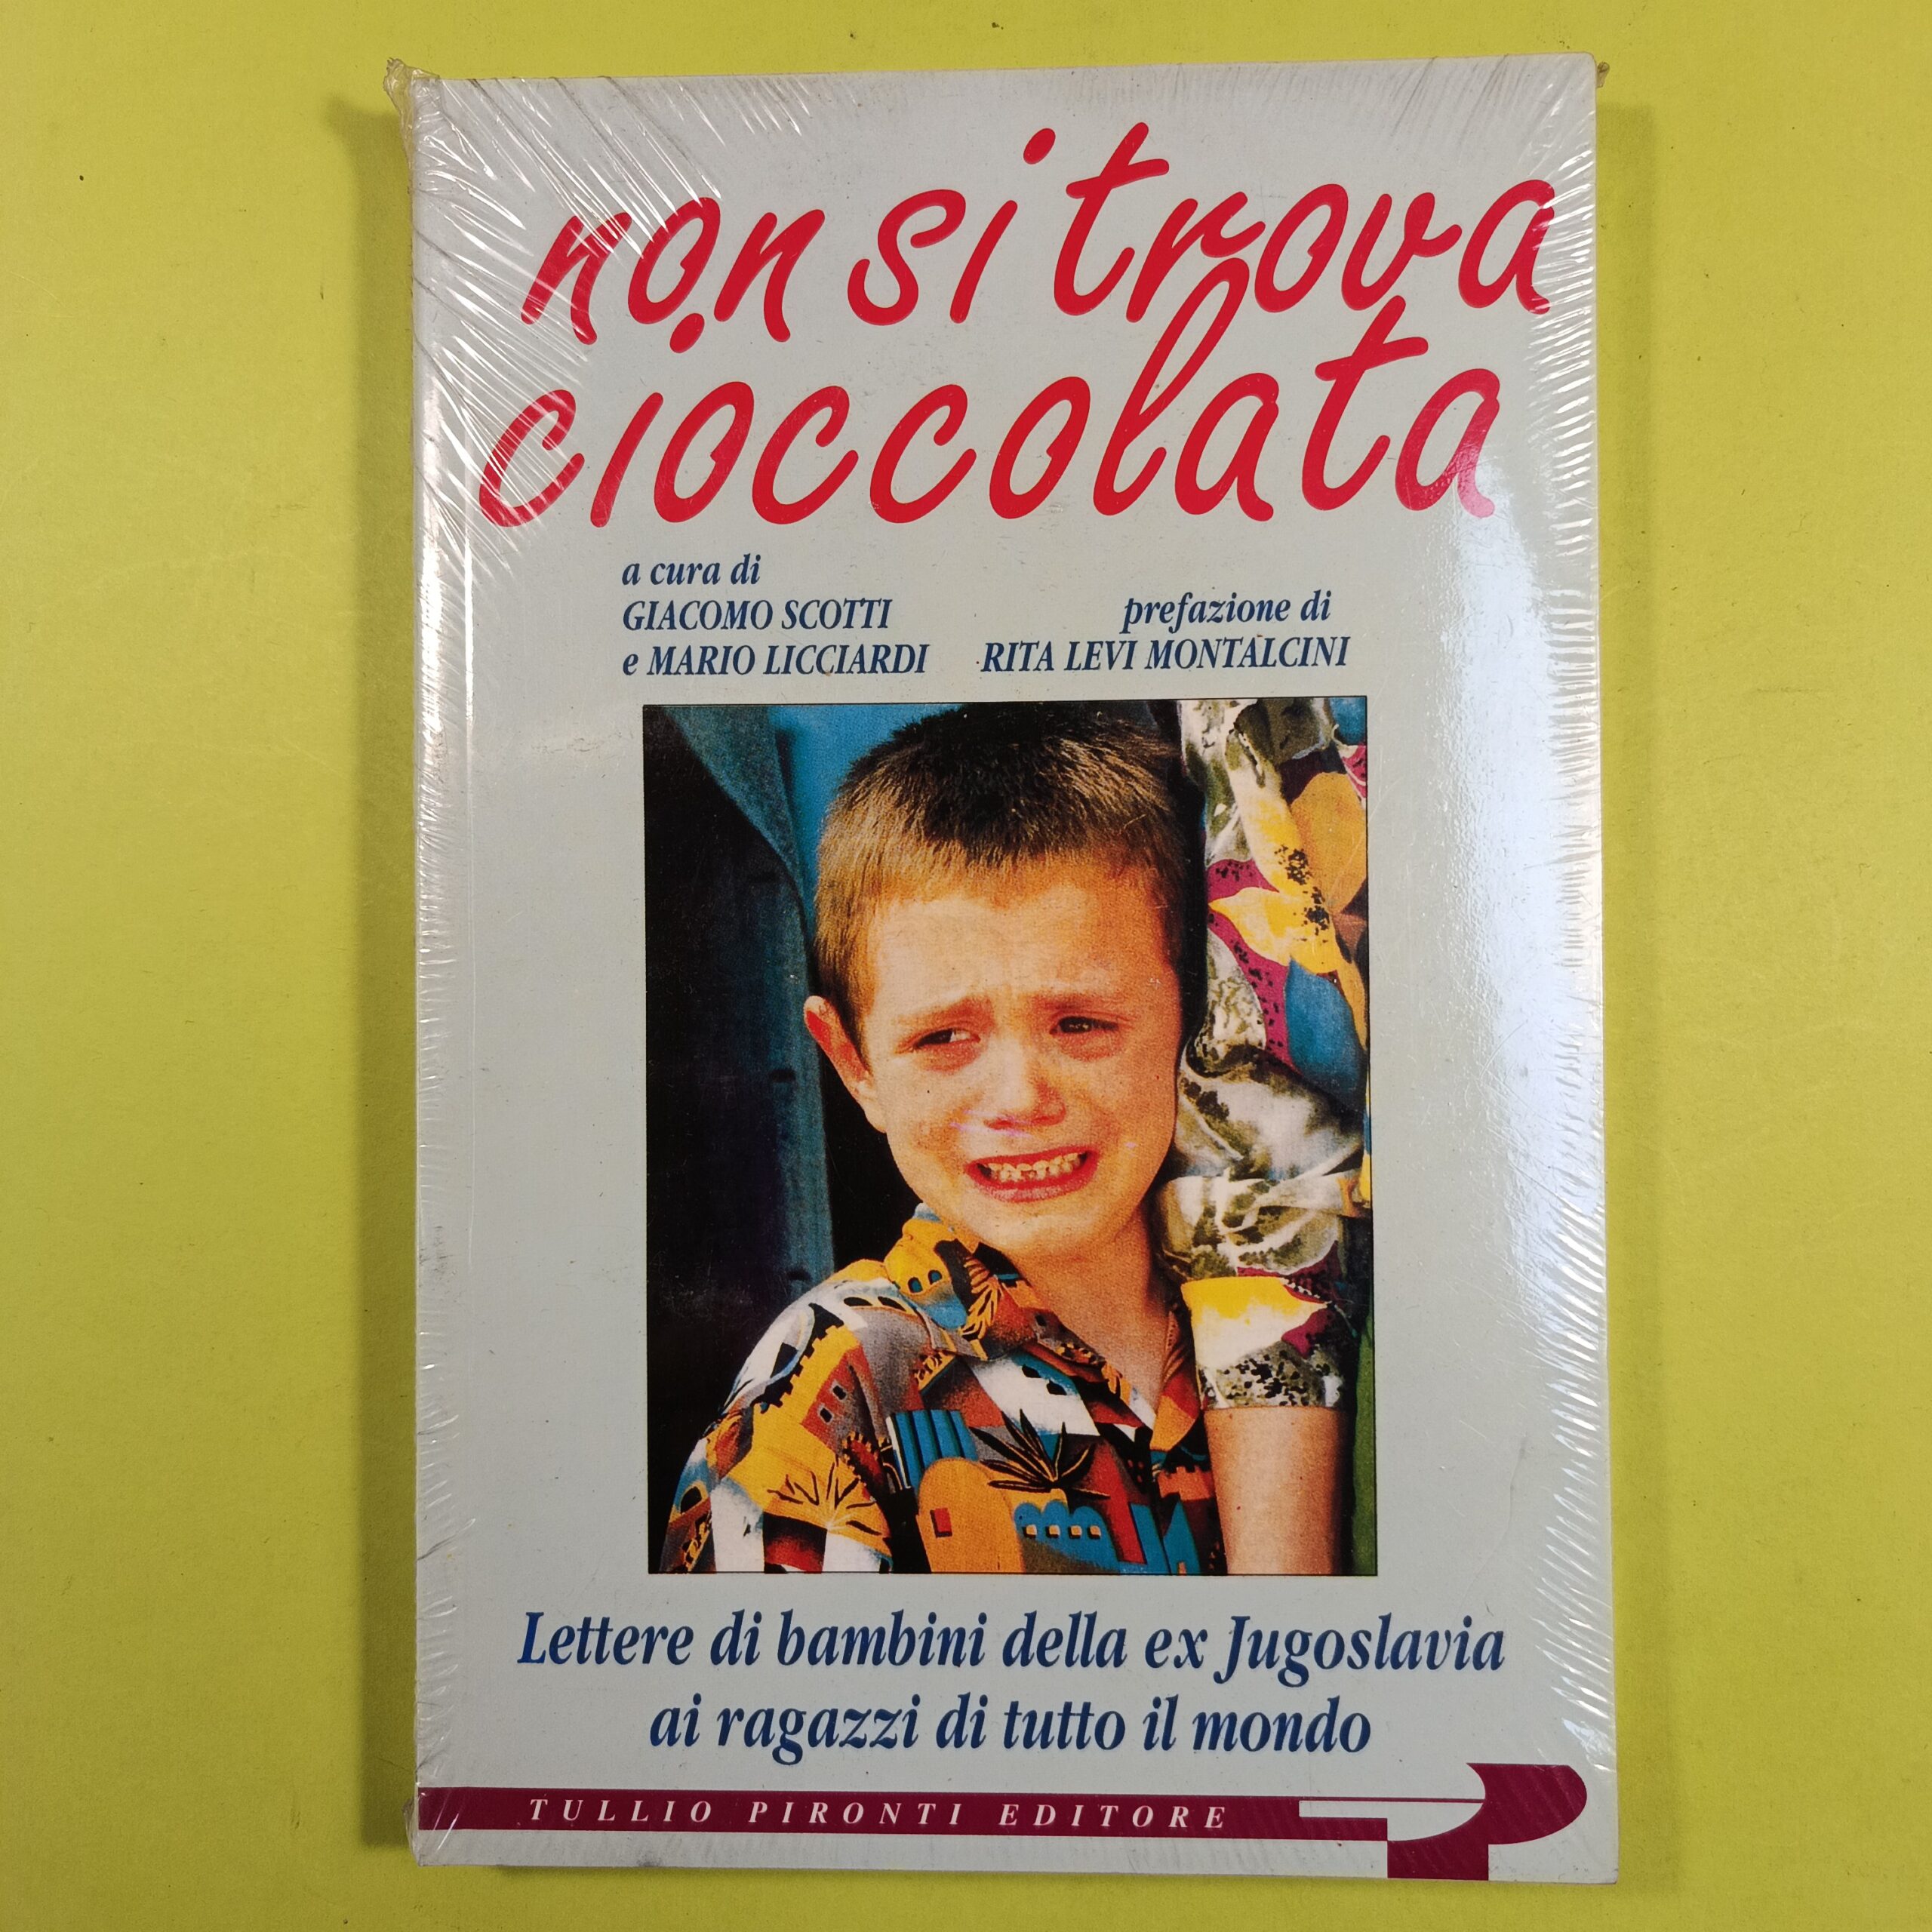 non si trova
cioccolata
a cura di
GIACOMO SCOTTI
e MARIO LICCIARDI
prefazione di
RITA LEVI MONTALCINI
Lettere di bambini della ex Jugoslavia
ai ragazzi di tutto il mondo
TULLIO PIRONTI EDITORE